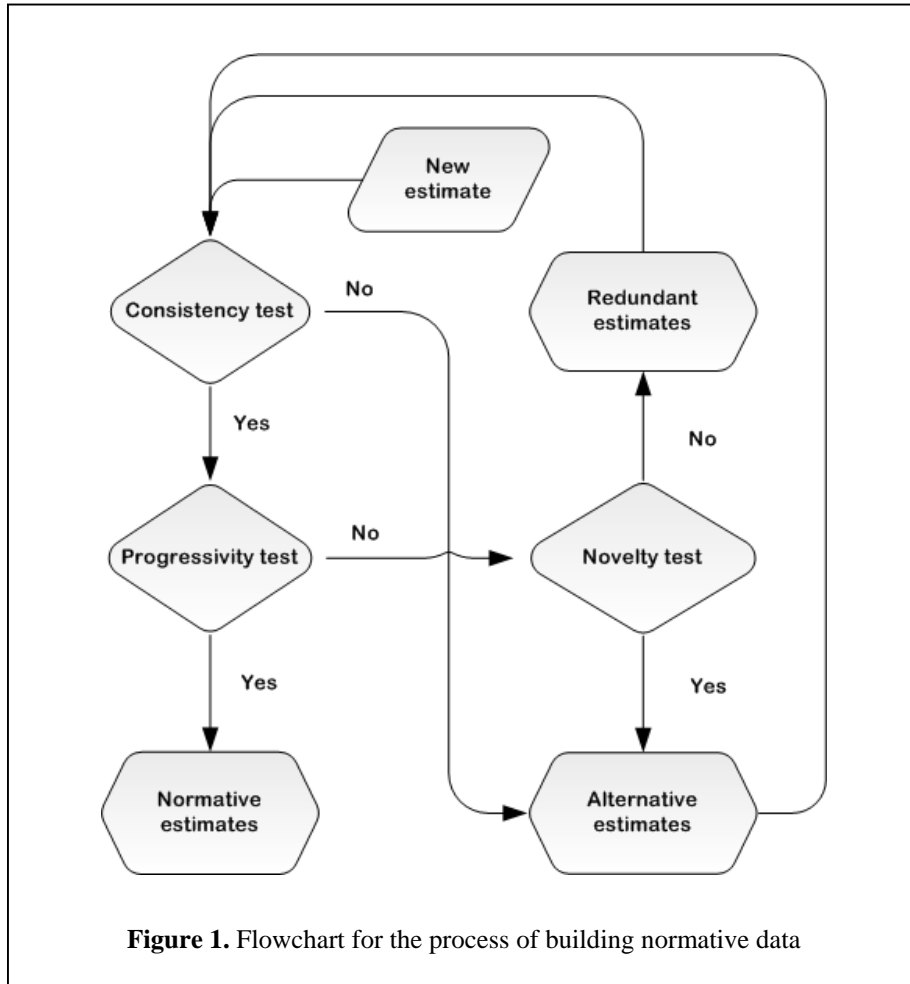 New
estimate
Consistency test
No
Redundant
estimates
Yes
No
Progressivity test
No
Novelty test
Yes
Yes
Normative
estimates
Alternative
estimates
Figure 1. Flowchart for the process of building normative data